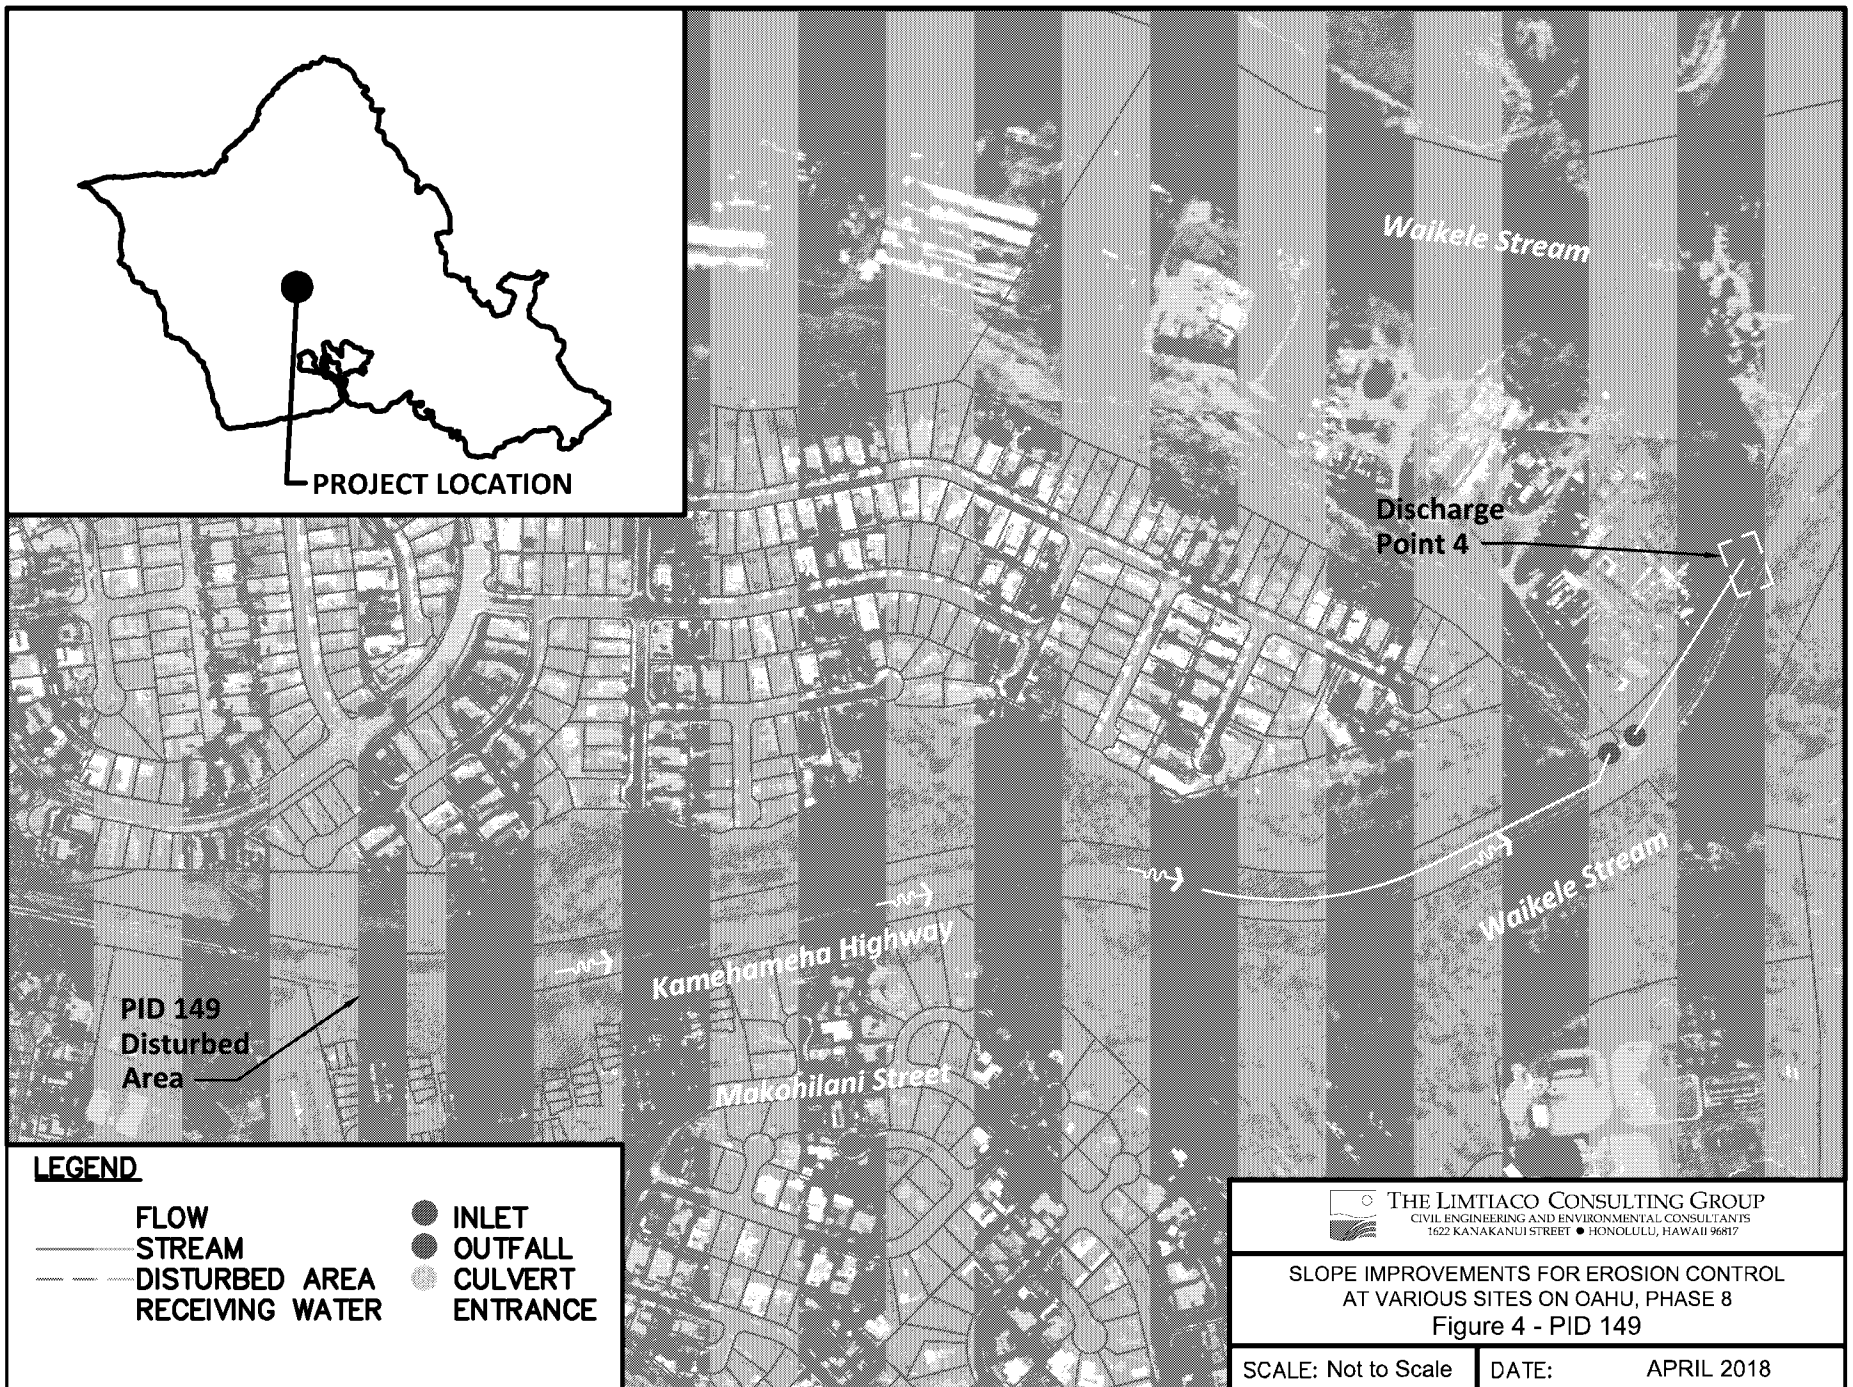 PROJECT LOCATION
Waikele Stream
Discharge
Point 4
Waikele Stream
Kamehameha Highway
PID 149
Disturbed
Area
Makohilani Street
LEGEND
FLOW
STREAM
DISTURBED AREA
RECEIVING WATER
INLET
OUTFALL
CULVERT
ENTRANCE
THE LIMTIACO CONSULTING GROUP
CIVIL ENGINEERING AND ENVIRONMENTAL CONSULTANTS
1622 KANAKANUI STREET ● HONOLULU, HAWAII 96817
SLOPE IMPROVEMENTS FOR EROSION CONTROL
AT VARIOUS SITES ON OAHU, PHASE 8
Figure 4 - PID 149
SCALE: Not to Scale
DATE: APRIL 2018